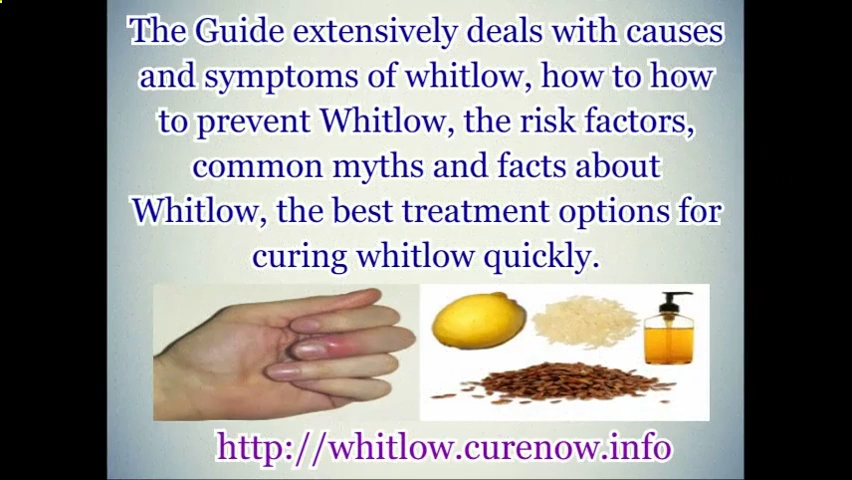 The Guide extensively deals with causes
and symptoms of whitlow, how to how
to prevent Whitlow, the risk factors,
common myths and facts about
Whitlow, the best treatment options for
curing whitlow quickly.
http://whitlow.curenow.info